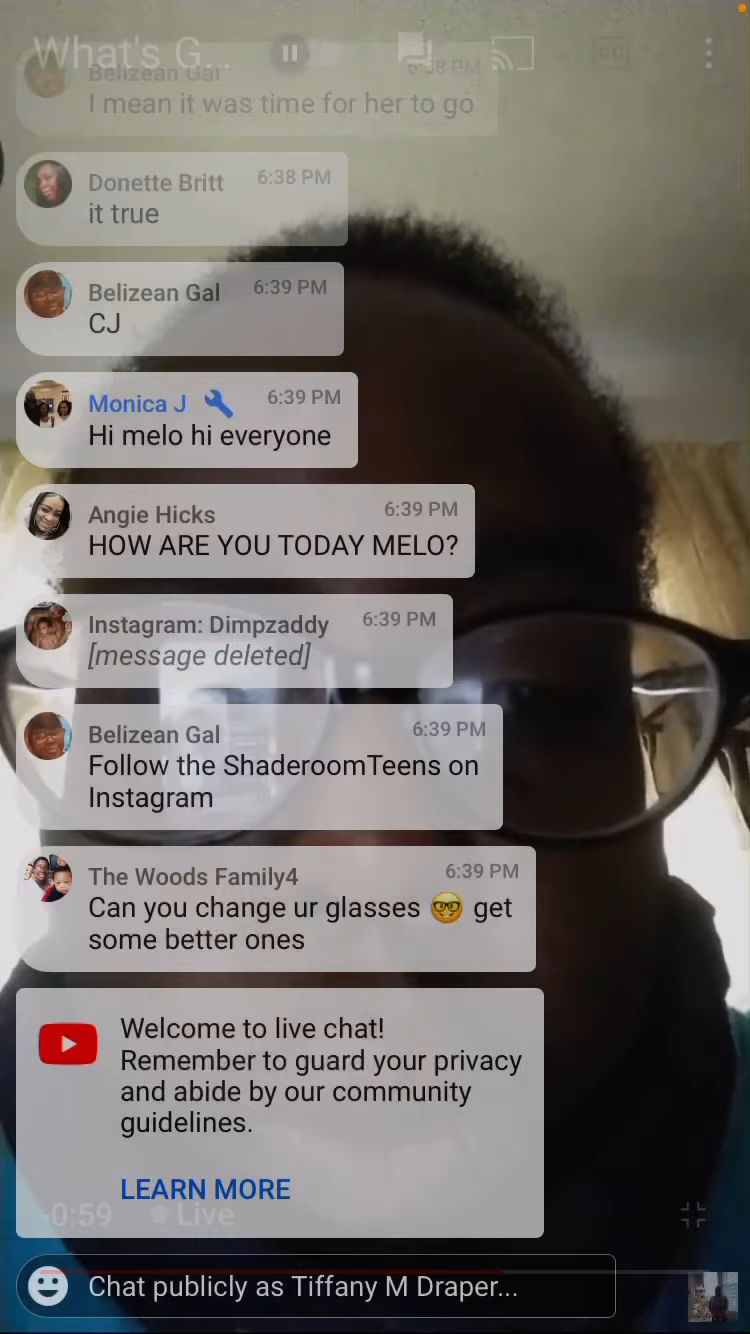 What's G...
CC
Belizean Gal 6:38 PM
I mean it was time for her to go
Donette Britt 6:38 PM
it true
Belizean Gal 6:39 PM
CJ
Monica J 6:39 PM
Hi melo hi everyone
Angie Hicks 6:39 PM
HOW ARE YOU TODAY MELO?
Instagram: Dimpzaddy 6:39 PM
[message deleted]
Belizean Gal 6:39 PM
Follow the ShaderoomTeens on
Instagram
The Woods Family4 6:39 PM
Can you change ur glasses 🤓 get
some better ones
Welcome to live chat!
Remember to guard your privacy
and abide by our community
guidelines.
LEARN MORE
-0:59 Live
Chat publicly as Tiffany M Draper...